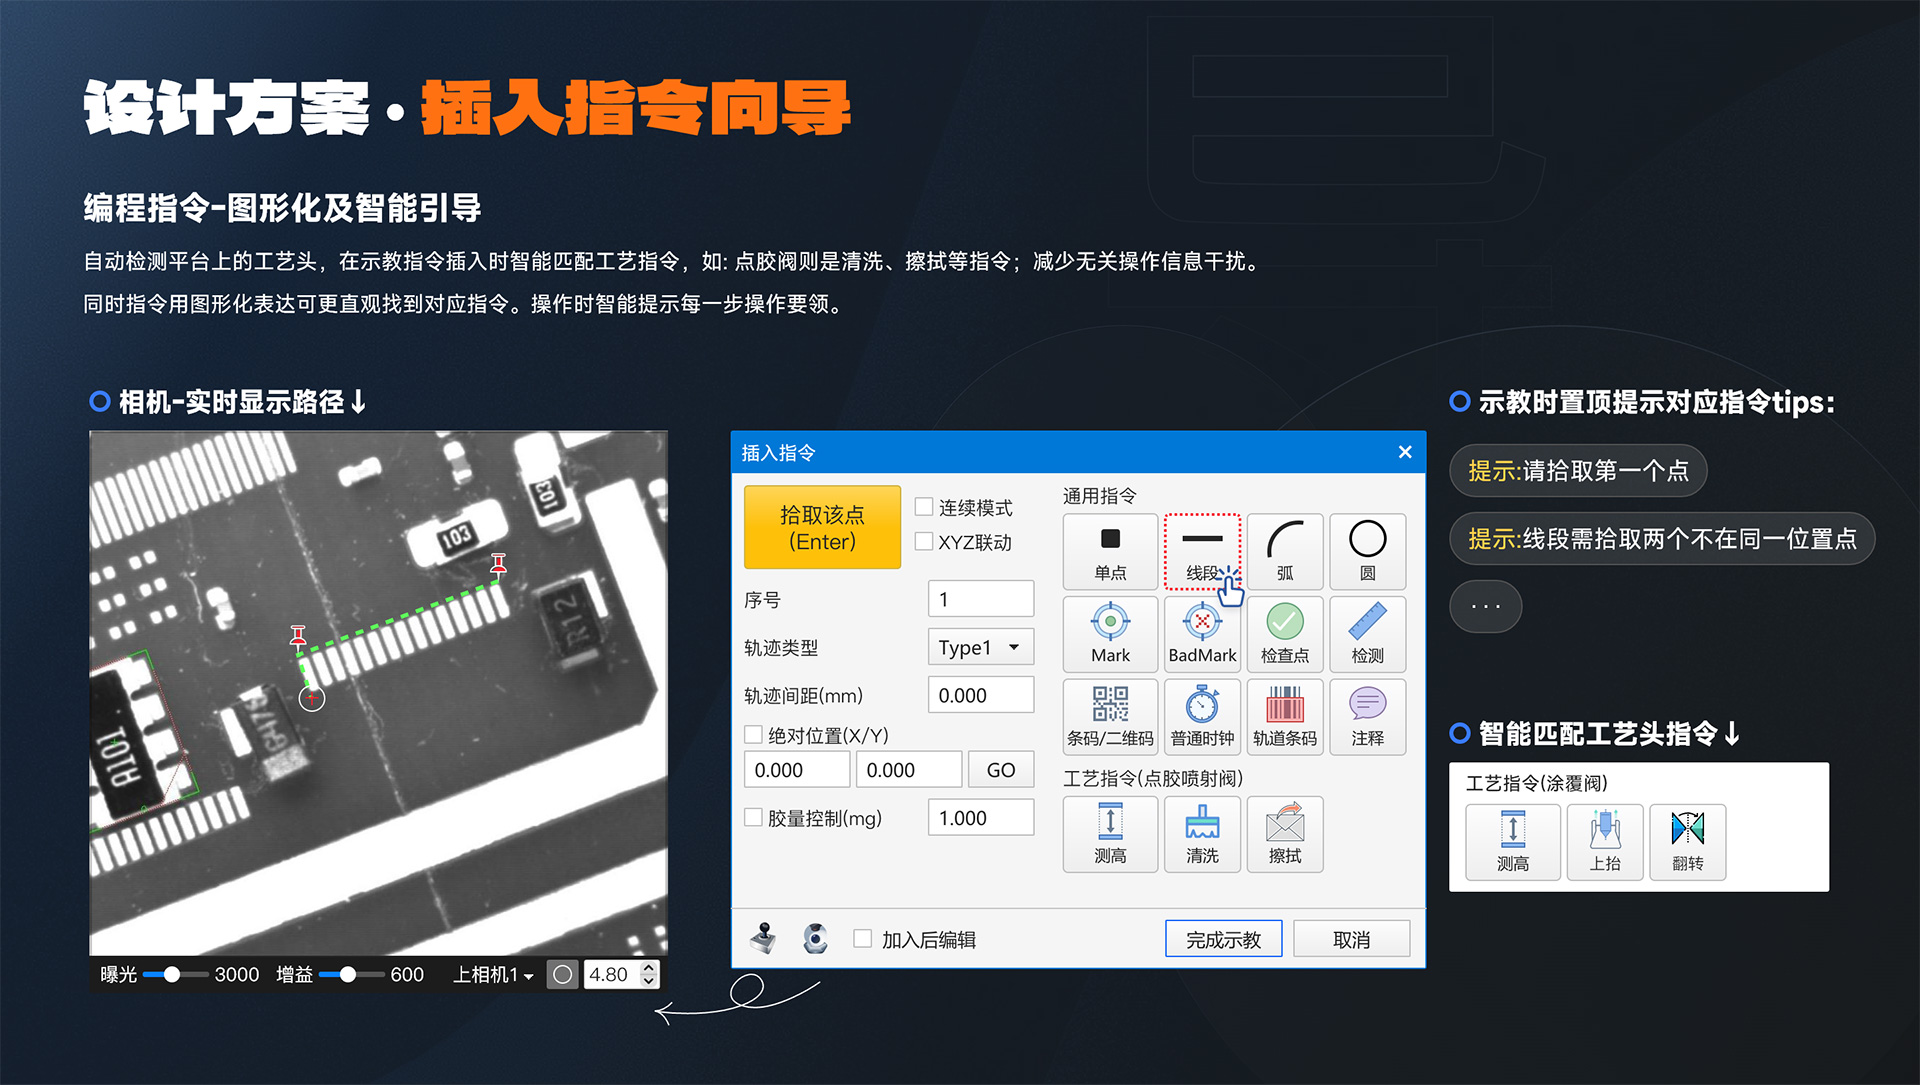 设计方案·插入指令向导
编程指令-图形化及智能引导
自动检测平台上的工艺头，在示教指令插入时智能匹配工艺指令，如: 点胶阀则是清洗、擦拭等指令；减少无关操作信息干扰。
同时指令用图形化表达可更直观找到对应指令。操作时智能提示每一步操作要领。
相机-实时显示路径↓
103
103
R12
A101
曝光 3000 增益 600 上相机1 4.80
插入指令
拾取该点
(Enter)
连续模式
XYZ联动
序号 1
轨迹类型 Type1
轨迹间距(mm) 0.000
绝对位置(X/Y)
0.000 0.000 GO
胶量控制(mg) 1.000
通用指令
单点 线段 弧 圆
Mark BadMark 检查点 检测
条码/二维码 普通时钟 轨道条码 注释
工艺指令(点胶喷射阀)
测高 清洗 擦拭
加入后编辑 完成示教 取消
示教时置顶提示对应指令tips:
提示:请拾取第一个点
提示:线段需拾取两个不在同一位置点
···
智能匹配工艺头指令↓
工艺指令(涂覆阀)
测高 上抬 翻转